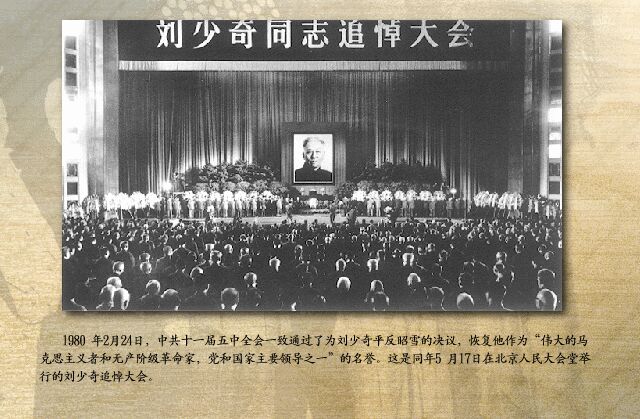 刘少奇同志追悼大会
1980 年2月24日，中共十一届五中全会一致通过了为刘少奇平反昭雪的决议，恢复他作为“伟大的马
克思主义者和无产阶级革命家，党和国家主要领导之一”的名誉。这是同年5 月17日在北京人民大会堂举
行的刘少奇追悼大会。